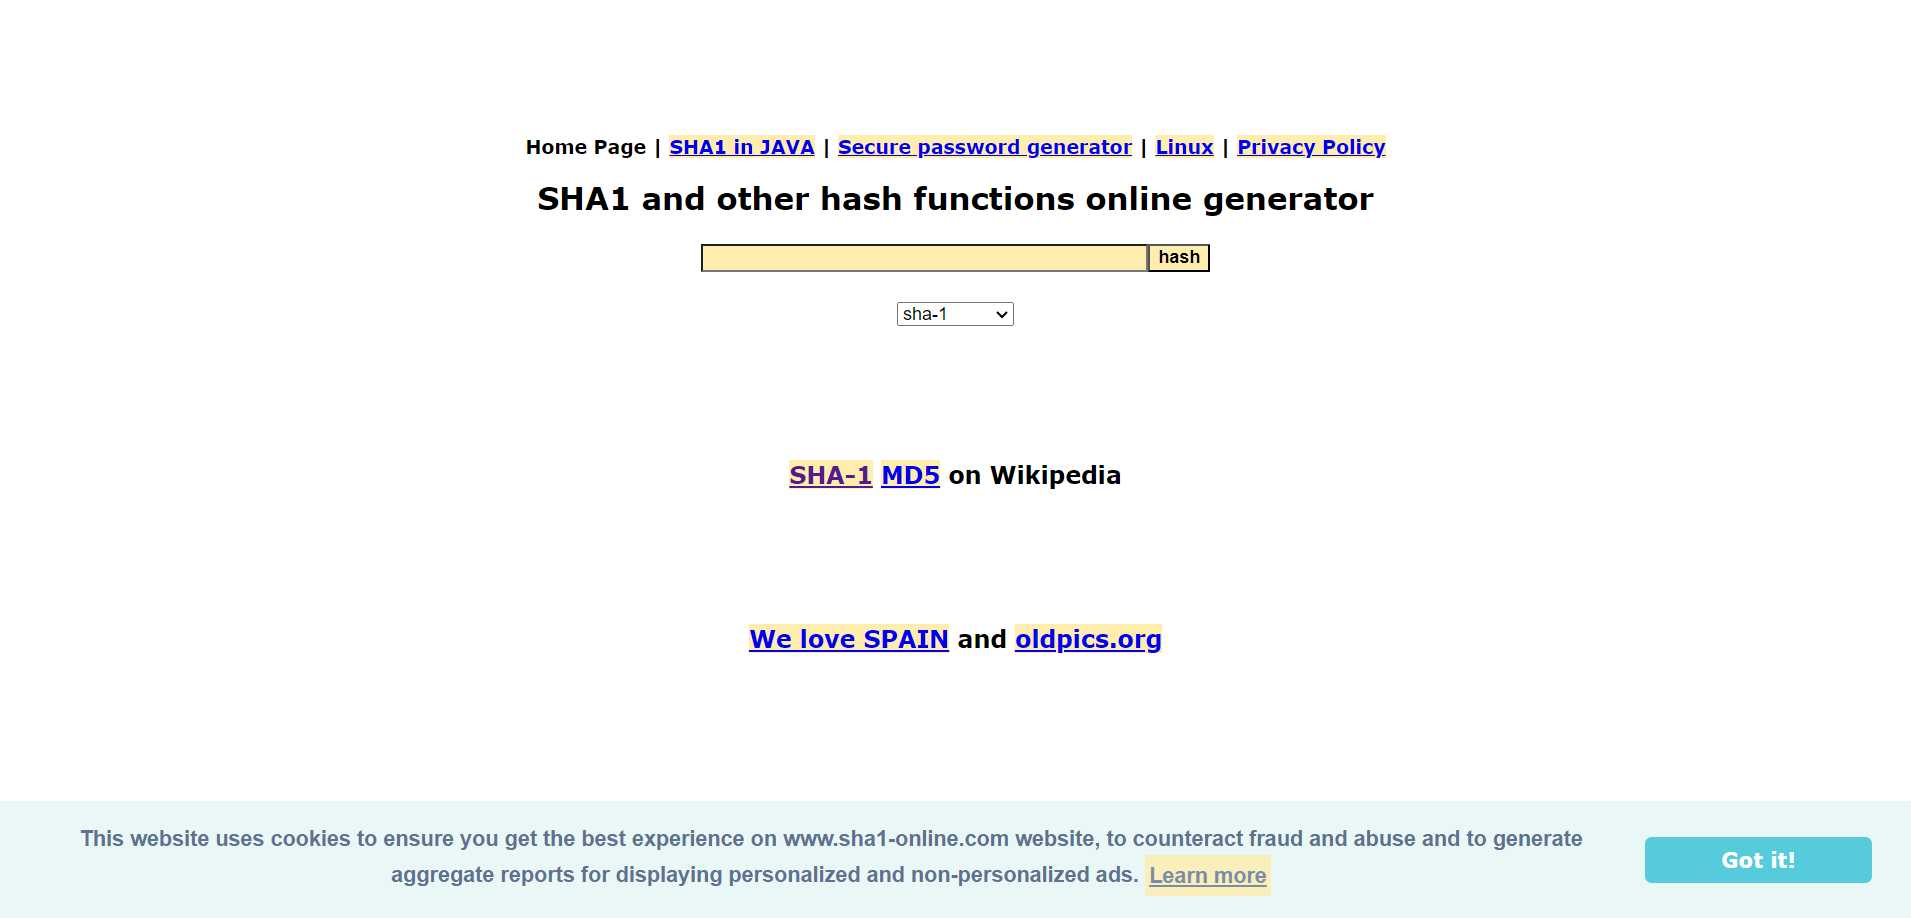 Home Page | SHA1 in JAVA | Secure password generator | Linux | Privacy Policy
SHA1 and other hash functions online generator
hash
sha-1
SHA-1 MD5 on Wikipedia
We love SPAIN and oldpics.org
This website uses cookies to ensure you get the best experience on www.sha1-online.com website, to counteract fraud and abuse and to generate
aggregate reports for displaying personalized and non-personalized ads. Learn more
Got it!